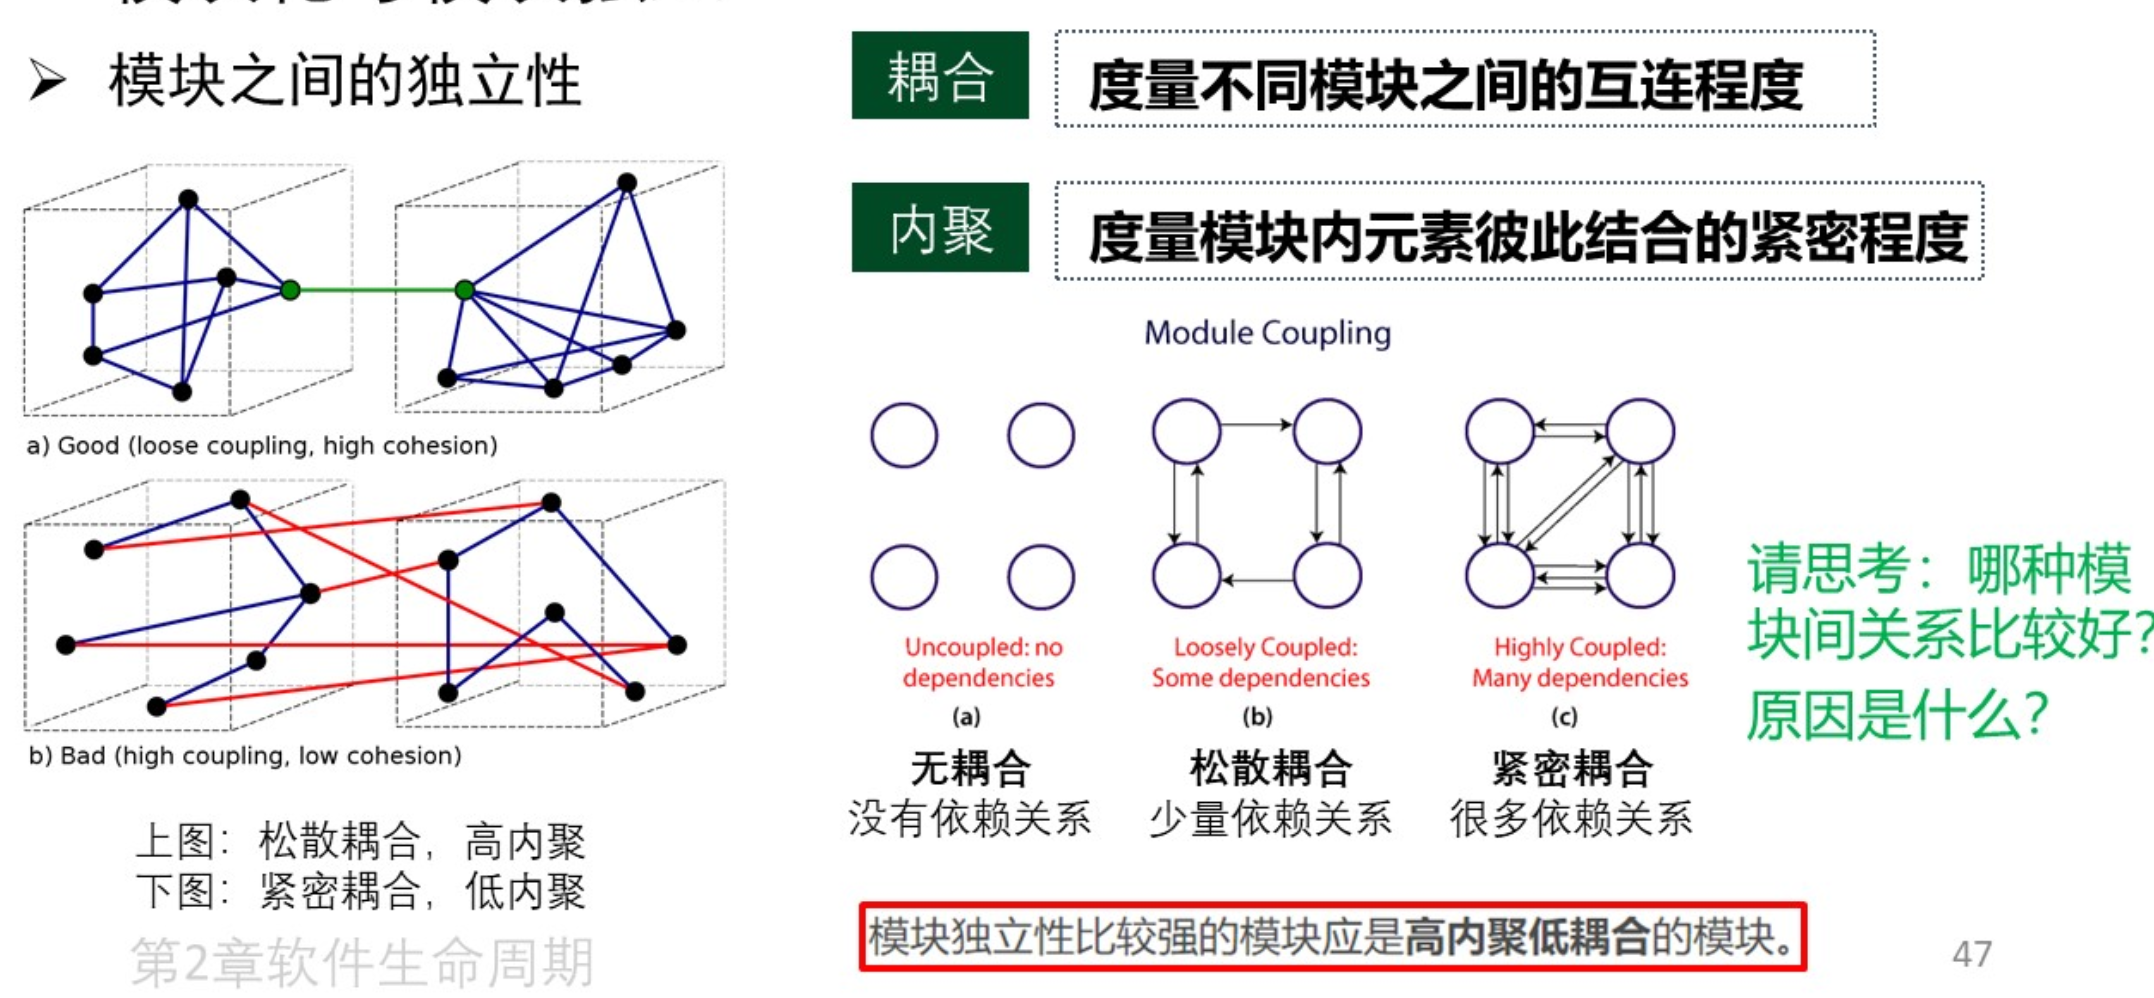 模块之间的独立性
耦合
度量不同模块之间的互连程度
内聚
度量模块内元素彼此结合的紧密程度
a) Good (loose coupling, high cohesion)
b) Bad (high coupling, low cohesion)
上图：松散耦合，高内聚
下图：紧密耦合，低内聚
Module Coupling
Uncoupled: no
dependencies
(a)
无耦合
没有依赖关系
Loosely Coupled:
Some dependencies
(b)
松散耦合
少量依赖关系
Highly Coupled:
Many dependencies
(c)
紧密耦合
很多依赖关系
请思考：哪种模
块间关系比较好？
原因是什么？
模块独立性比较强的模块应是高内聚低耦合的模块。
第2章软件生命周期
47